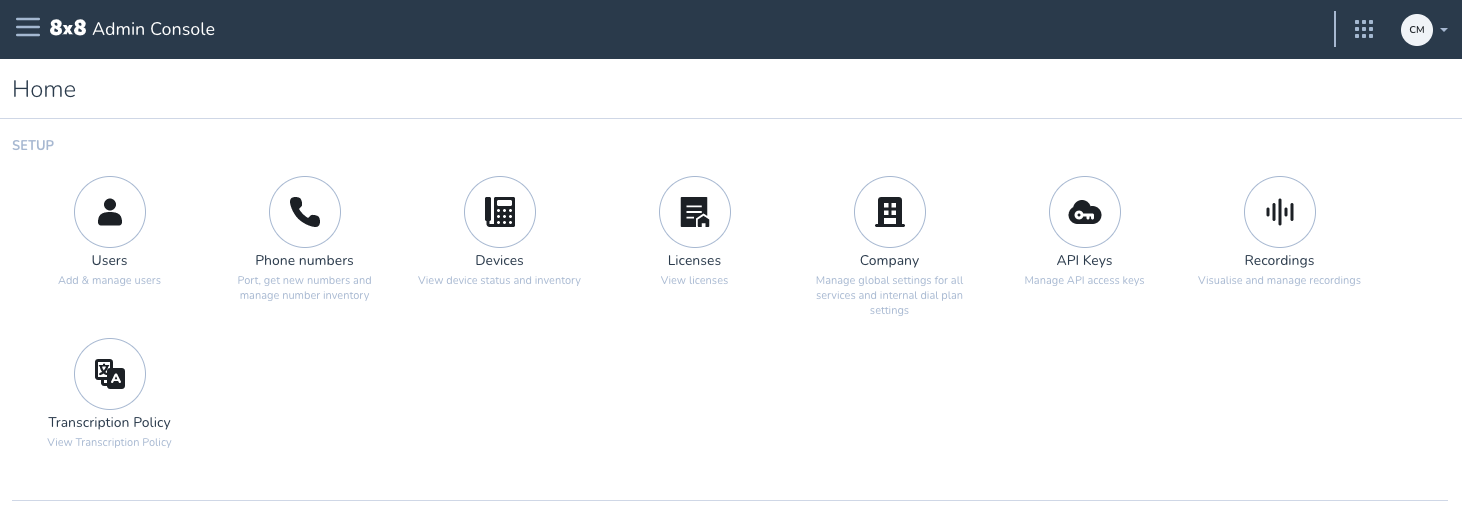 8x8 Admin Console
CM
Home
SETUP
Users
Add & manage users
Phone numbers
Port, get new numbers and
manage number inventory
Devices
View device status and inventory
Licenses
View licenses
Company
Manage global settings for all
services and internal dial plan
settings
API Keys
Manage API access keys
Recordings
Visualise and manage recordings
A
Transcription Policy
View Transcription Policy